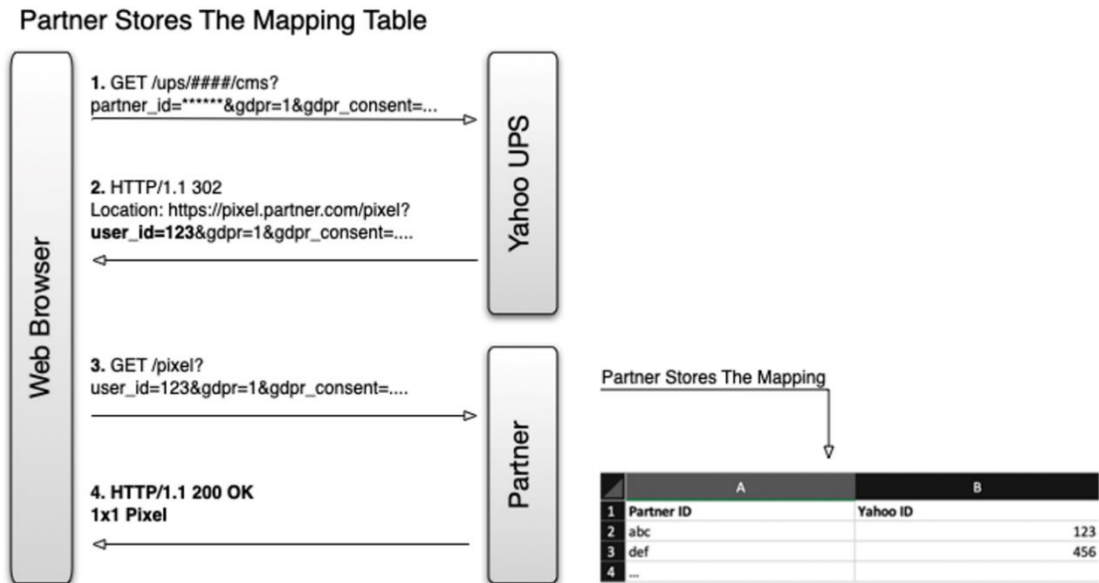 Partner Stores The Mapping Table
Web Browser
1. GET /ups/####/cms?
partner_id=******&gdpr=1&gdpr_consent=...
Yahoo UPS
2. HTTP/1.1 302
Location: https://pixel.partner.com/pixel?
user_id=123&gdpr=1&gdpr_consent=....
3. GET /pixel?
user_id=123&gdpr=1&gdpr_consent=....
Partner
4. HTTP/1.1 200 OK
1x1 Pixel
Partner Stores The Mapping
A B
1 Partner ID Yahoo ID
2 abc 123
3 def 456
4 ...